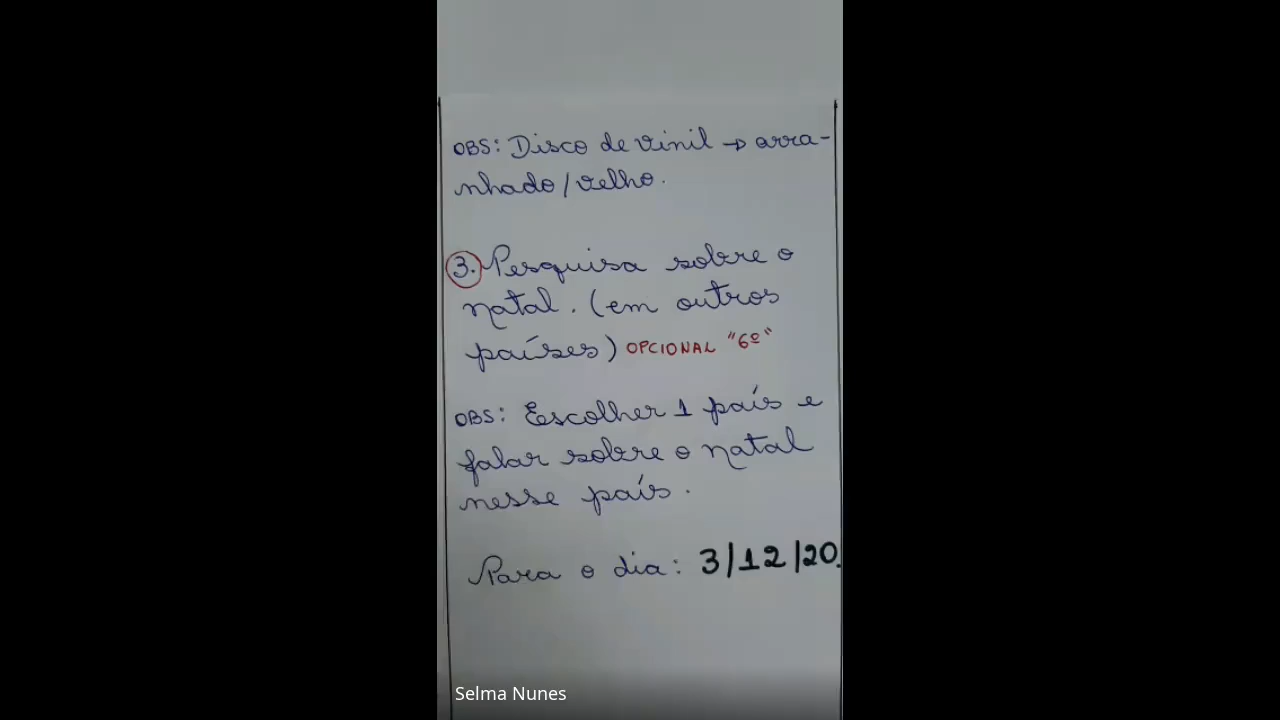 OBS: Disco de vinil → arra-
nhado/velho.
3. Pesquisa sobre o
natal. (em outros
países) OPCIONAL "6º"
OBS: Escolher 1 país e
falar sobre o natal
nesse país.
Para o dia: 3/12/20.
Selma Nunes